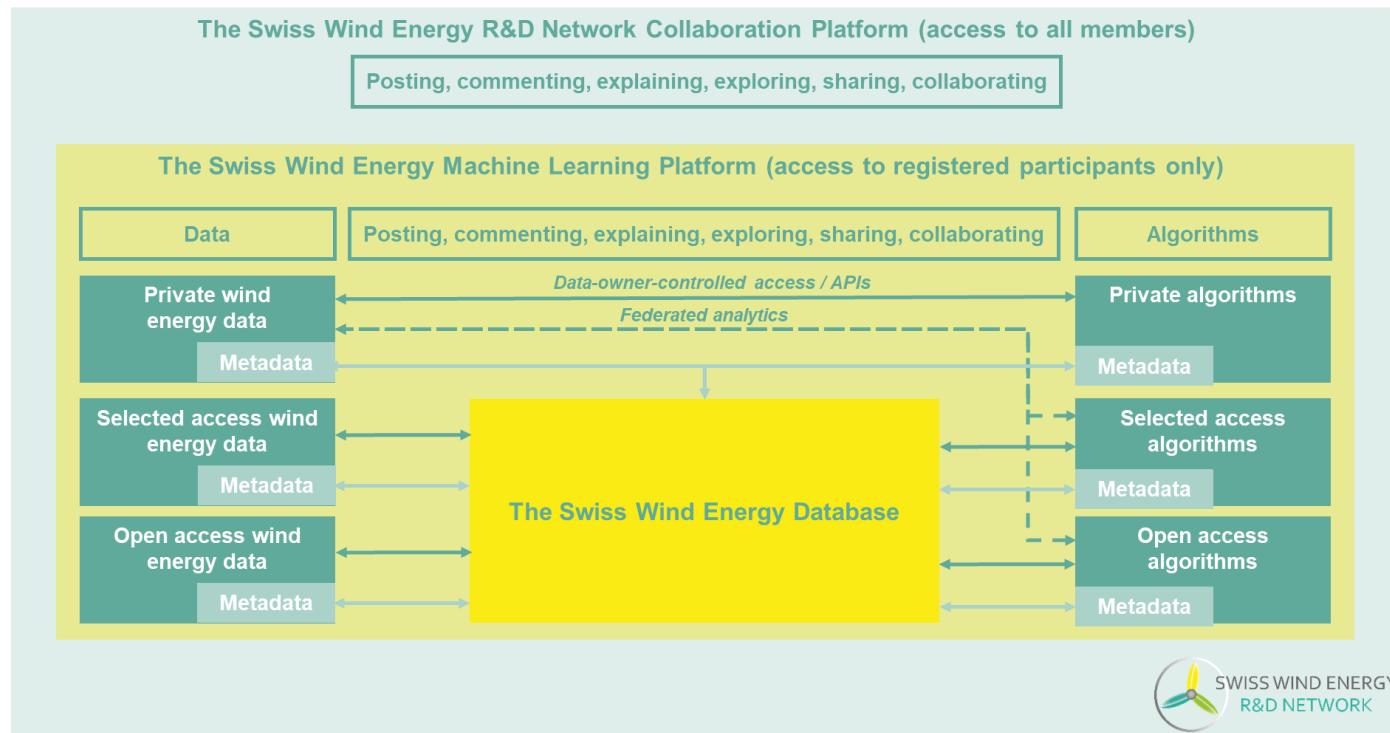 The Swiss Wind Energy R&D Network Collaboration Platform (access to all members)
Posting, commenting, explaining, exploring, sharing, collaborating
The Swiss Wind Energy Machine Learning Platform (access to registered participants only)
Data
Posting, commenting, explaining, exploring, sharing, collaborating
Algorithms
Private wind
energy data
Metadata
Data-owner-controlled access / APIs
Federated analytics
Private algorithms
Metadata
Selected access wind
energy data
Metadata
Selected access
algorithms
Metadata
The Swiss Wind Energy Database
Open access wind
energy data
Metadata
Open access
algorithms
Metadata
SWISS WIND ENERGY
R&D NETWORK